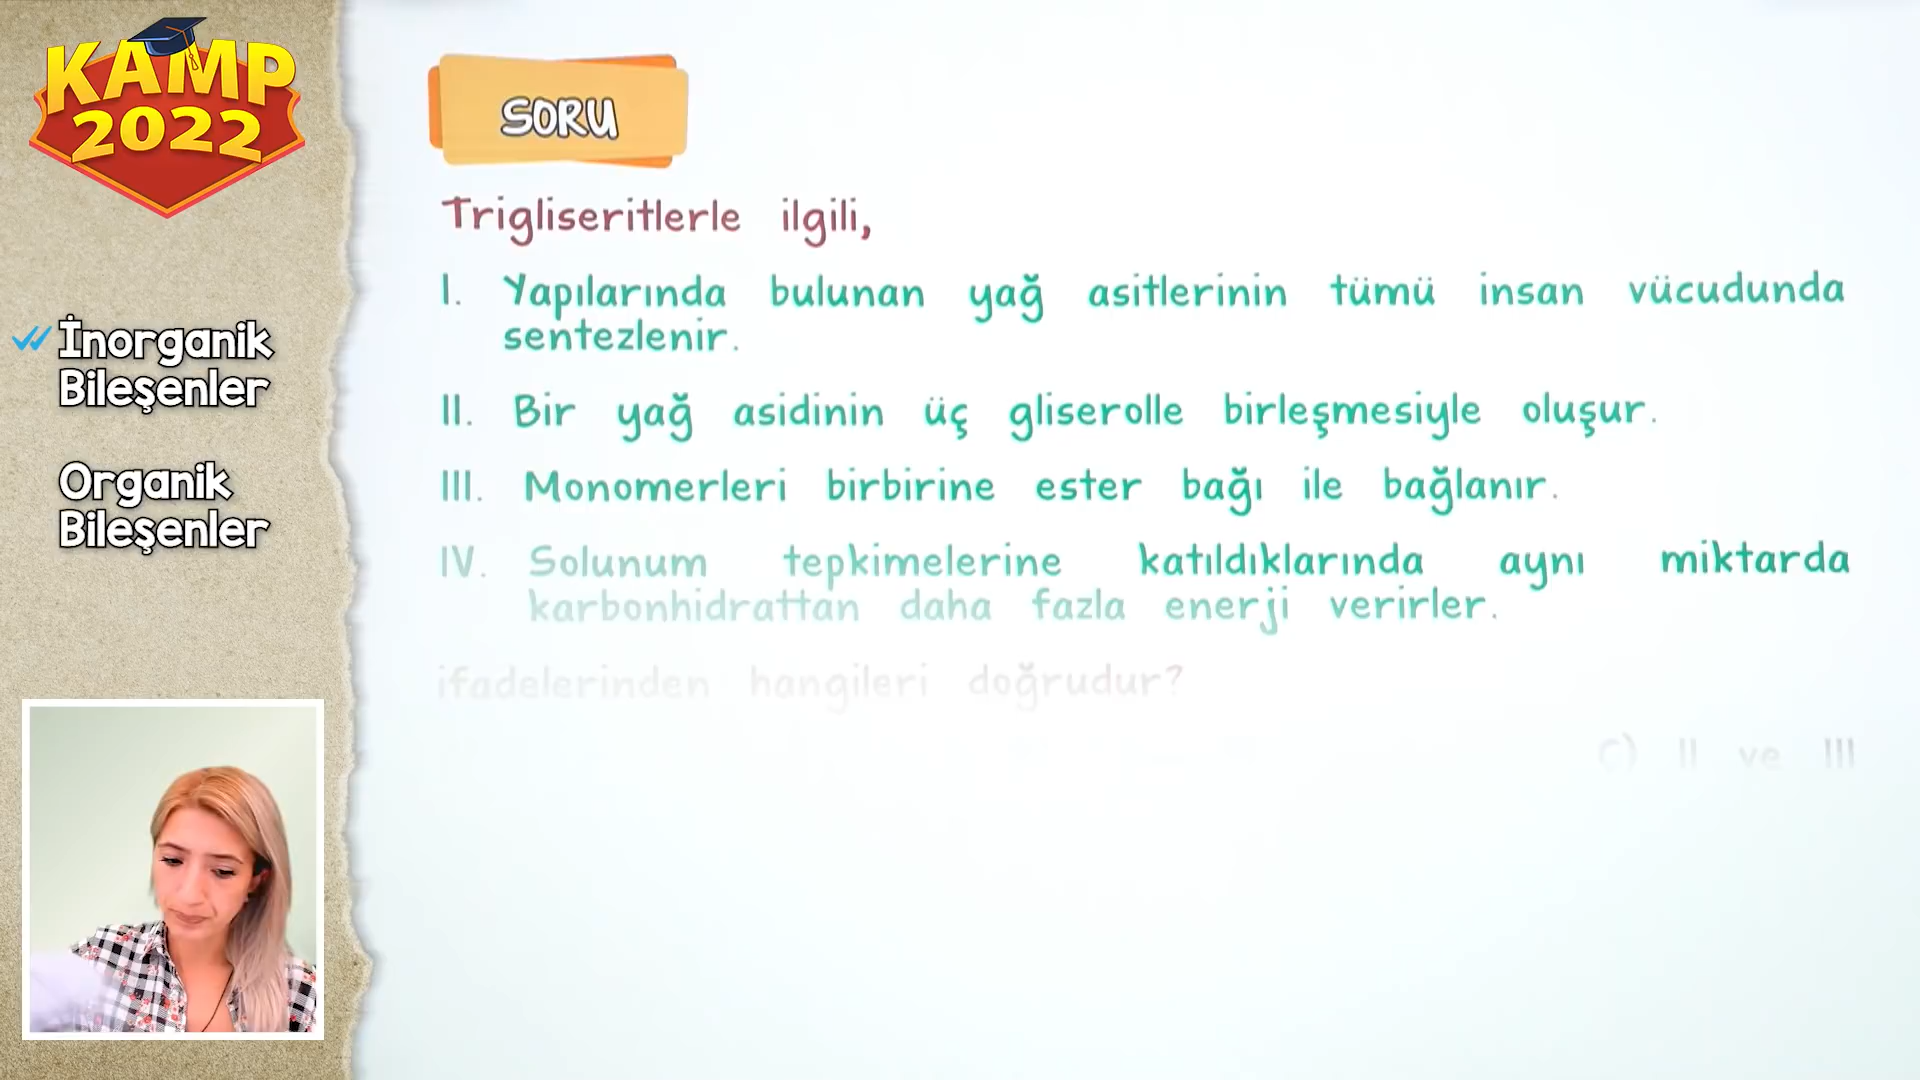 KAMP
2022
İnorganik
Bileşenler
Organik
Bileşenler
SORU
Trigliseritlerle ilgili,
I. Yapılarında bulunan yağ asitlerinin tümü insan vücudunda
sentezlenir.
II. Bir yağ asidinin üç gliserolle birleşmesiyle oluşur.
III. Monomerleri birbirine ester bağı ile bağlanır.
IV. Solunum tepkimelerine katıldıklarında aynı miktarda
karbonhidrattan daha fazla enerji verirler.
ifadelerinden hangileri doğrudur?
C) II ve III